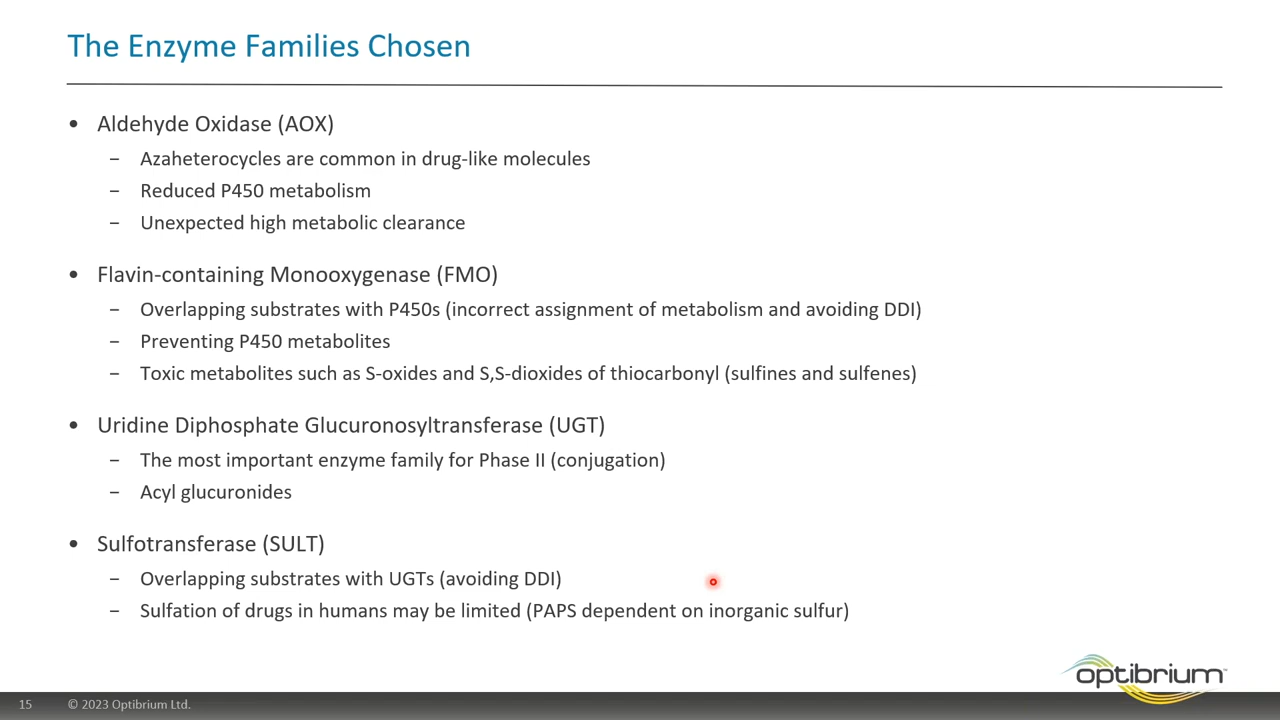 The Enzyme Families Chosen
• Aldehyde Oxidase (AOX)
– Azaheterocycles are common in drug-like molecules
– Reduced P450 metabolism
– Unexpected high metabolic clearance
• Flavin-containing Monooxygenase (FMO)
– Overlapping substrates with P450s (incorrect assignment of metabolism and avoiding DDI)
– Preventing P450 metabolites
– Toxic metabolites such as S-oxides and S,S-dioxides of thiocarbonyl (sulfines and sulfenes)
• Uridine Diphosphate Glucuronosyltransferase (UGT)
– The most important enzyme family for Phase II (conjugation)
– Acyl glucuronides
• Sulfotransferase (SULT)
– Overlapping substrates with UGTs (avoiding DDI)
– Sulfation of drugs in humans may be limited (PAPS dependent on inorganic sulfur)
optibrium™
15 © 2023 Optibrium Ltd.